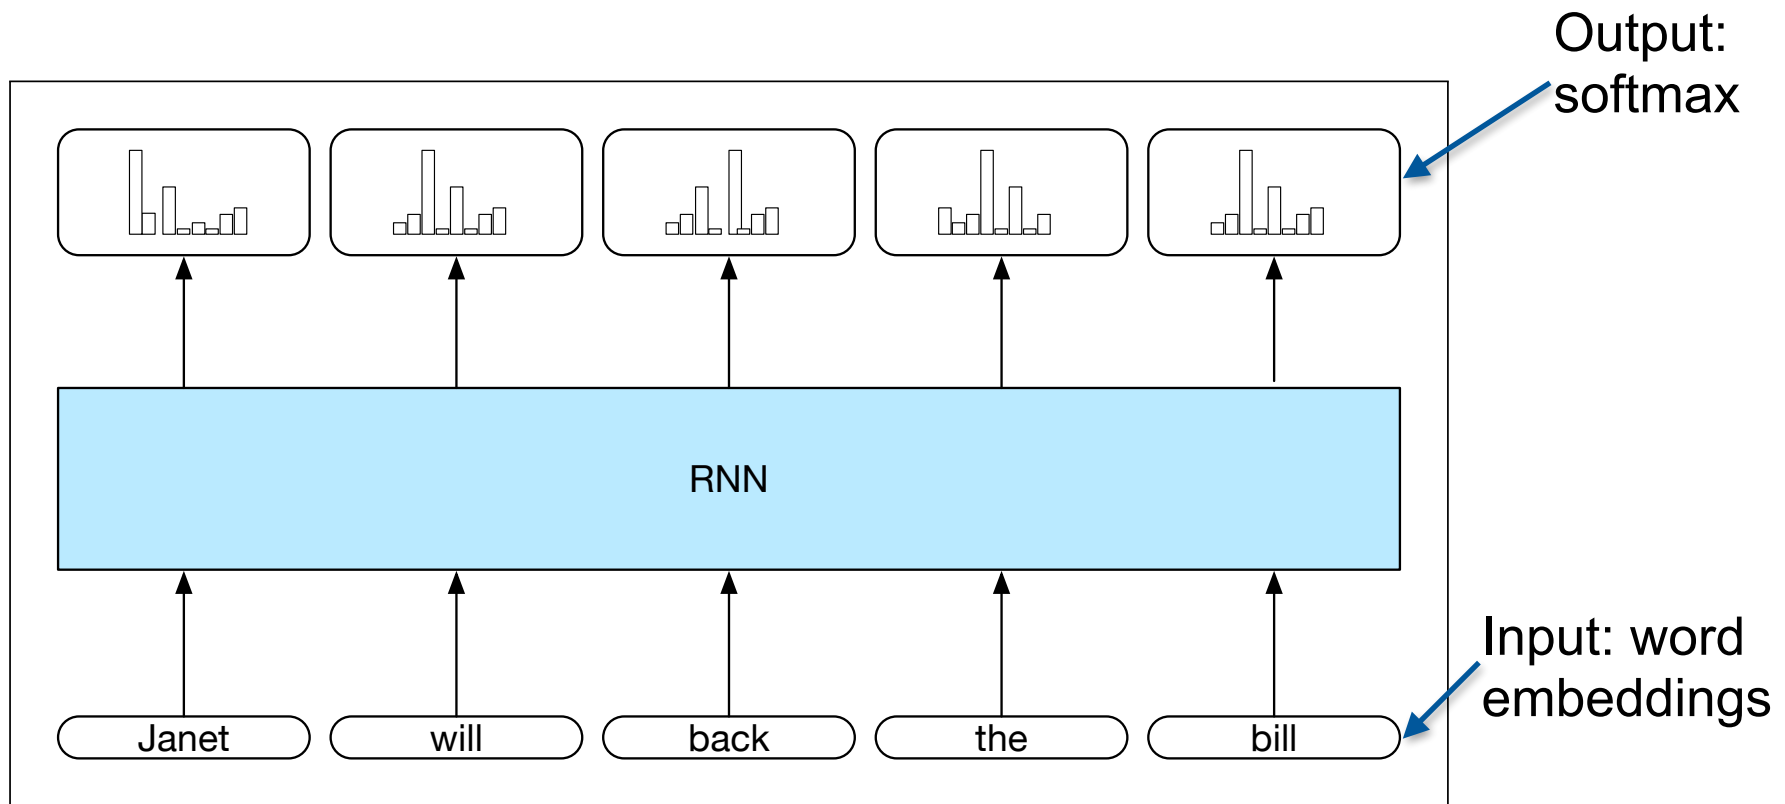 Output:
softmax
RNN
Input: word
embeddings
Janet will back the bill